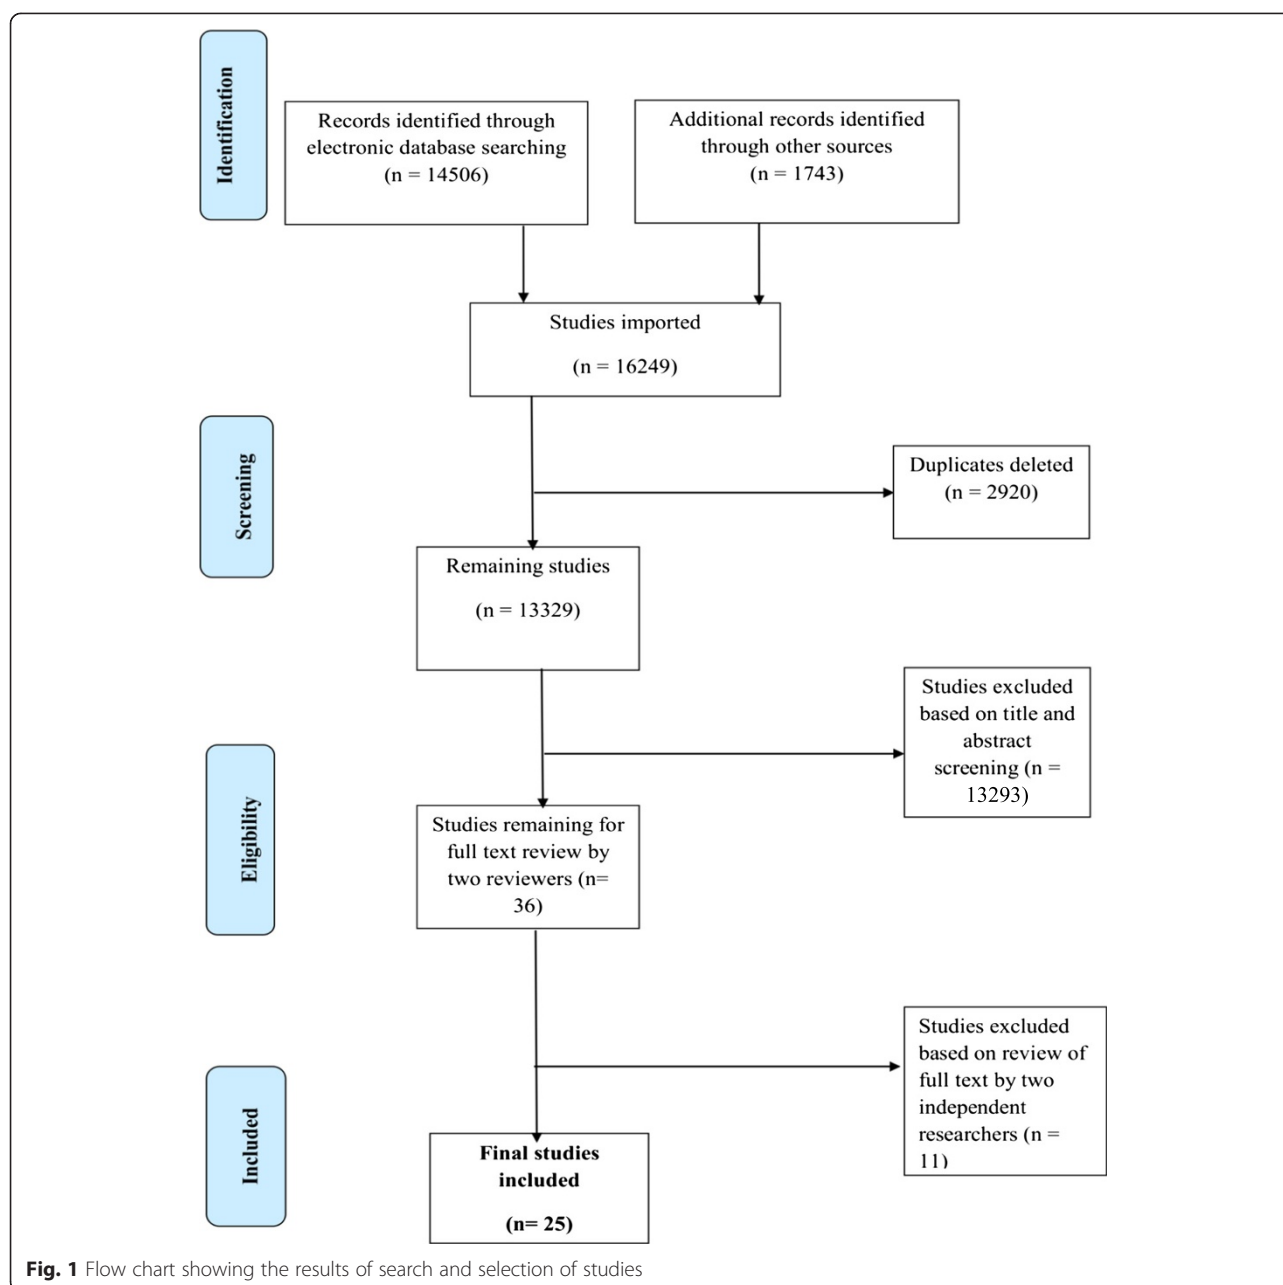 Identification
Records identified through
electronic database searching
(n = 14506)
Additional records identified
through other sources
(n = 1743)
Studies imported
(n = 16249)
Screening
Duplicates deleted
(n = 2920)
Remaining studies
(n = 13329)
Studies excluded
based on title and
abstract
screening (n =
13293)
Eligibility
Studies remaining for
full text review by
two reviewers (n=
36)
Studies excluded
based on review of
full text by two
independent
researchers (n =
11)
Included
Final studies
included
(n= 25)
Fig. 1 Flow chart showing the results of search and selection of studies